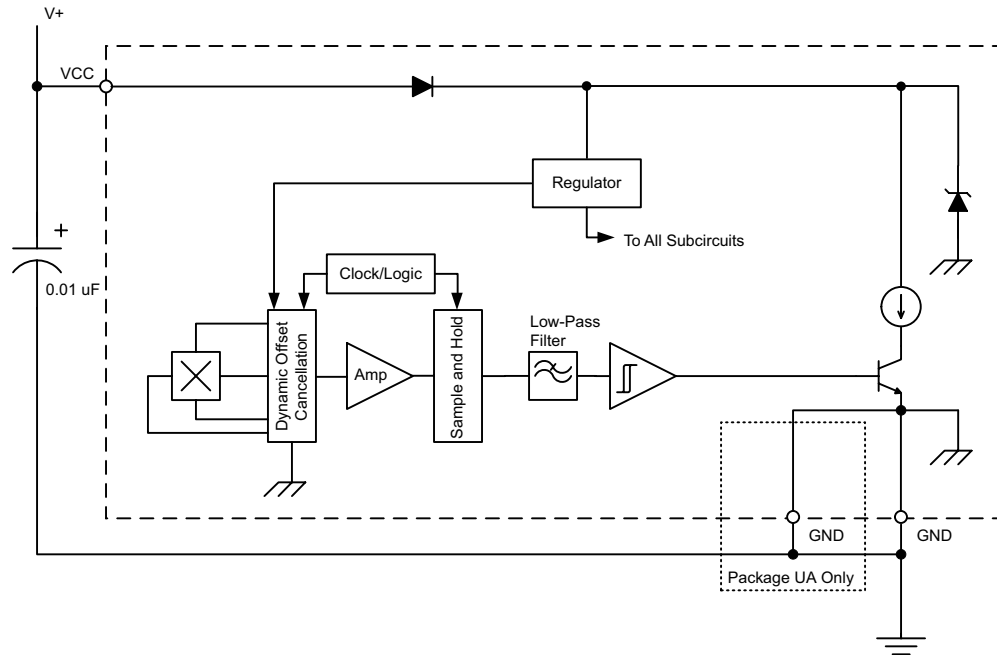 V+
VCC
Regulator
To All Subcircuits
+
0.01 uF
Clock/Logic
Dynamic Offset
Cancellation
Amp
Sample and Hold
Low-Pass
Filter
GND
GND
Package UA Only